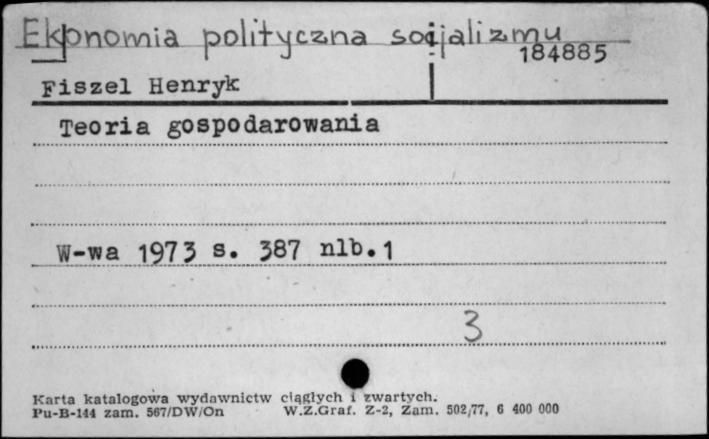 Ekonomia polityczna socjalizmu
184885
Fiszel Henryk
Teoria gospodarowania
W-wa 1973 s. 387 nlb.1
3
Karta katalogowa wydawnictw ciągłych i zwartych.
Pu-B-144 zam. 567/DW/On W.Z.Graf. Z-2, Zam. 502/77, 6 400 000